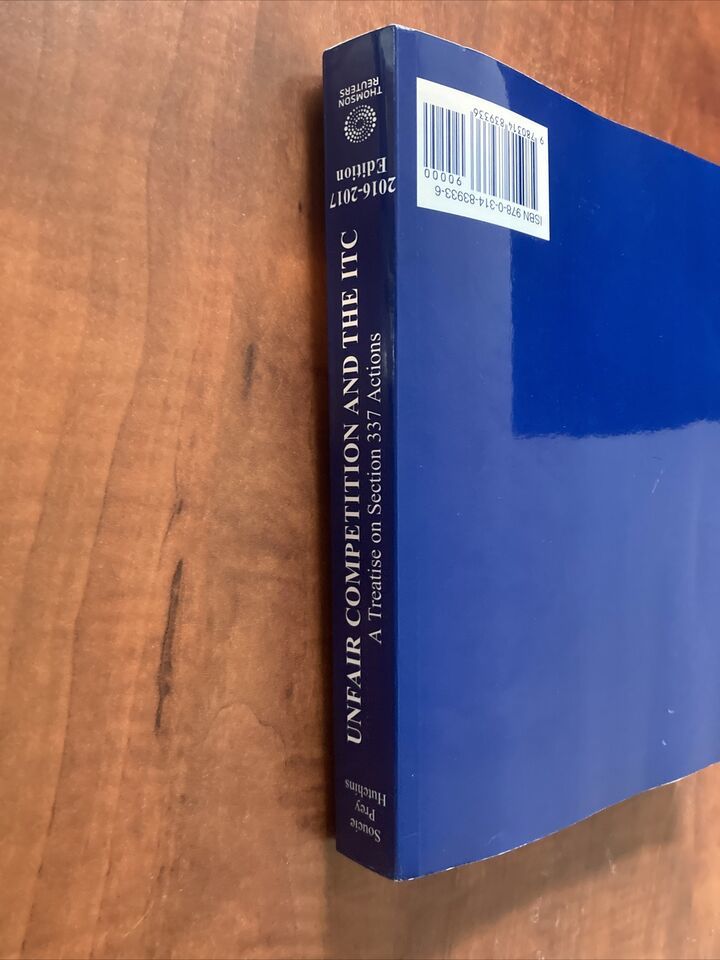 Soucie
Prey
Hutchins
UNFAIR COMPETITION AND THE ITC
A Treatise on Section 337 Actions
2016-2017
Edition
THOMSON
REUTERS
ISBN 978-0-314-83933-6
90000
9 780314 839336